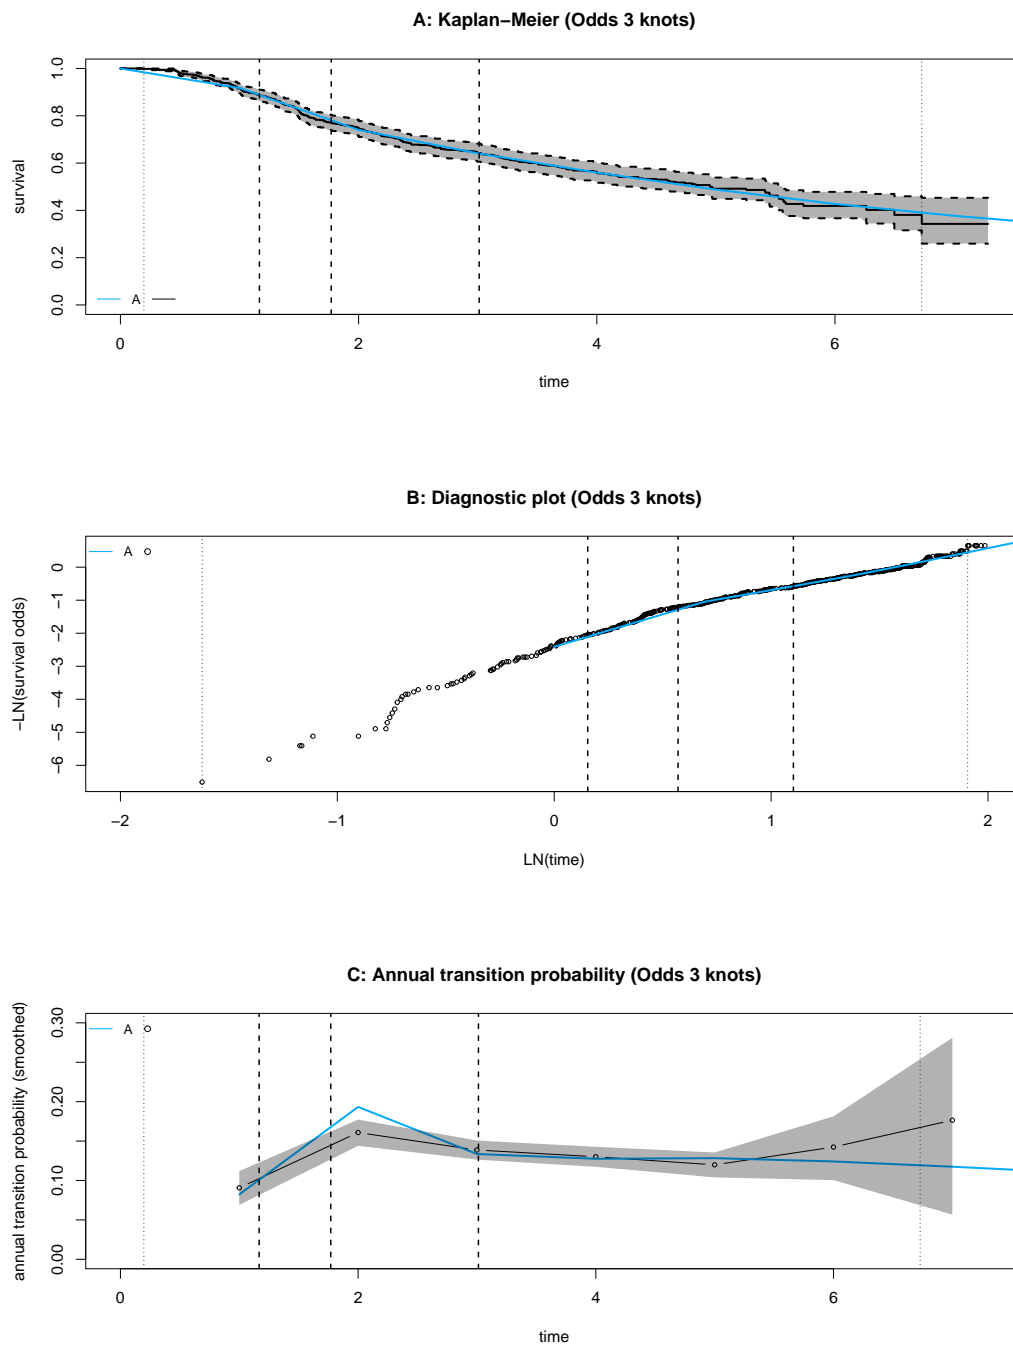 A: Kaplan−Meier (Odds 3 knots)
survival
1.0
0.8
0.6
0.4
0.2
0.0
A
0 2 4 6
time
B: Diagnostic plot (Odds 3 knots)
−LN(survival odds)
A
0
−1
−2
−3
−4
−5
−6
−2 −1 0 1 2
LN(time)
C: Annual transition probability (Odds 3 knots)
annual transition probability (smoothed)
A
0.30
0.20
0.10
0.00
0 2 4 6
time